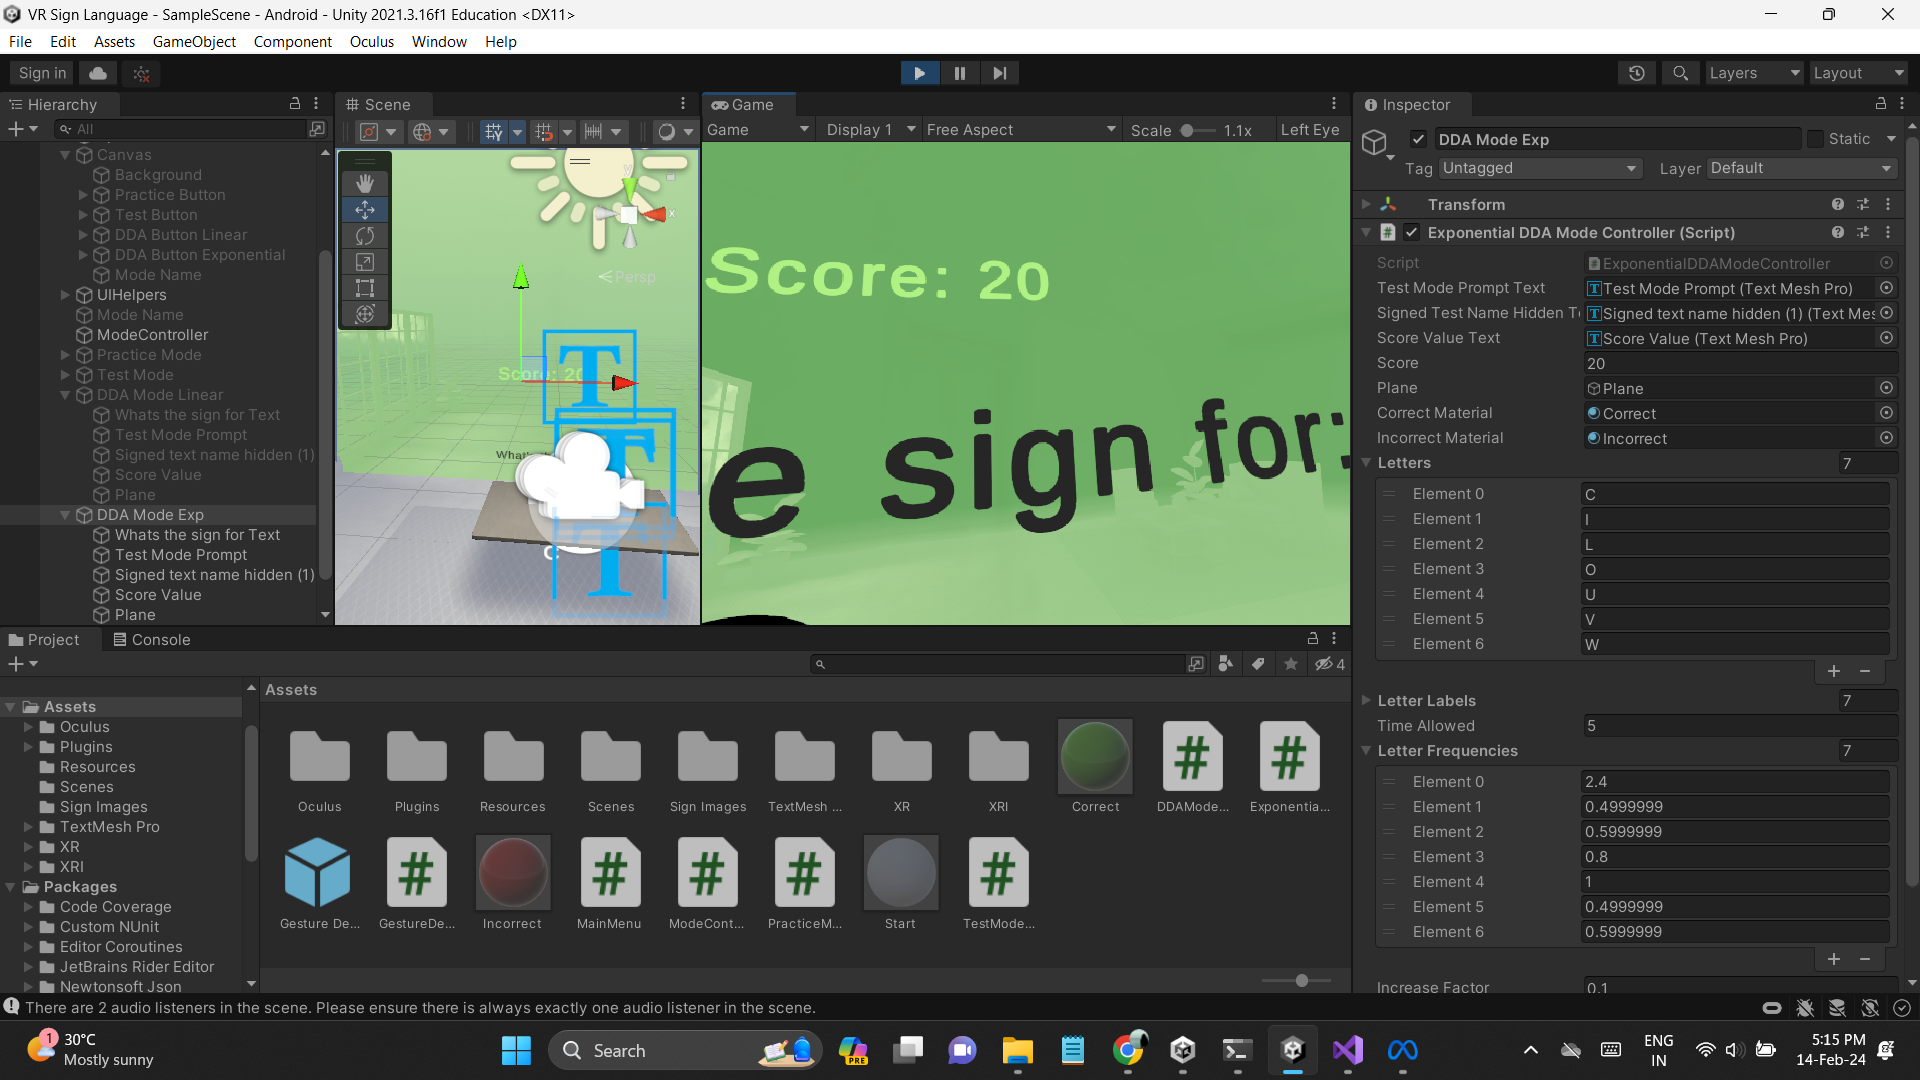 VR Sign Language - SampleScene - Android - Unity 2021.3.16f1 Education <DX11>
File Edit Assets GameObject Component Oculus Window Help
Sign in
Layers
Layout
Hierarchy
All
Canvas
Background
Practice Button
Test Button
DDA Button Linear
DDA Button Exponential
Mode Name
UIHelpers
Mode Name
ModeController
Practice Mode
Test Mode
DDA Mode Linear
Whats the sign for Text
Test Mode Prompt
Signed text name hidden (1)
Score Value
Plane
DDA Mode Exp
Whats the sign for Text
Test Mode Prompt
Signed text name hidden (1)
Score Value
Plane
Scene
y
x
Persp
Score: 20
What
C
Game
Game Display 1 Free Aspect Scale 1.1x Left Eye
Score: 20
e sign for:
Inspector
DDA Mode Exp Static
Tag Untagged Layer Default
Transform
Exponential DDA Mode Controller (Script)
Script ExponentialDDAModeController
Test Mode Prompt Text Test Mode Prompt (Text Mesh Pro)
Signed Test Name Hidden T Signed text name hidden (1) (Text Mes
Score Value Text Score Value (Text Mesh Pro)
Score 20
Plane Plane
Correct Material Correct
Incorrect Material Incorrect
Letters 7
Element 0 C
Element 1 I
Element 2 L
Element 3 O
Element 4 U
Element 5 V
Element 6 W
+ −
Letter Labels 7
Time Allowed 5
Letter Frequencies 7
Element 0 2.4
Element 1 0.4999999
Element 2 0.5999999
Element 3 0.8
Element 4 1
Element 5 0.4999999
Element 6 0.5999999
+ −
Increase Factor 0.1
Project Console
4
Assets
Oculus
Plugins
Resources
Scenes
Sign Images
TextMesh Pro
XR
XRI
Packages
Code Coverage
Custom NUnit
Editor Coroutines
JetBrains Rider Editor
Newtonsoft Json
Assets
Oculus Plugins Resources Scenes Sign Images TextMesh ... XR XRI Correct DDAMode... Exponentia...
Gesture De... GestureDe... Incorrect MainMenu ModeCont... PracticeM... Start TestMode...
There are 2 audio listeners in the scene. Please ensure there is always exactly one audio listener in the scene.
1
30°C
Mostly sunny
Search
PRE
ENG
IN
5:15 PM
14-Feb-24